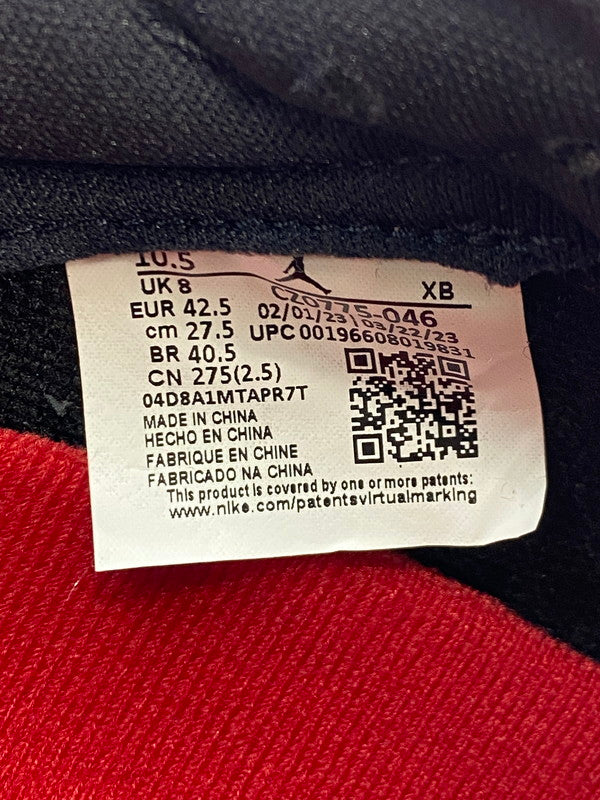 10.5
UK 8 XB
EUR 42.5 CZ0775-046
cm 27.5 02/01/23 03/22/23
BR 40.5 UPC 00196608019831
CN 275(2.5)
04D8A1MTAPR7T
MADE IN CHINA
HECHO EN CHINA
FABRIQUE EN CHINE
FABRICADO NA CHINA
This product is covered by one or more patents:
www.nike.com/patentsvirtualmarking